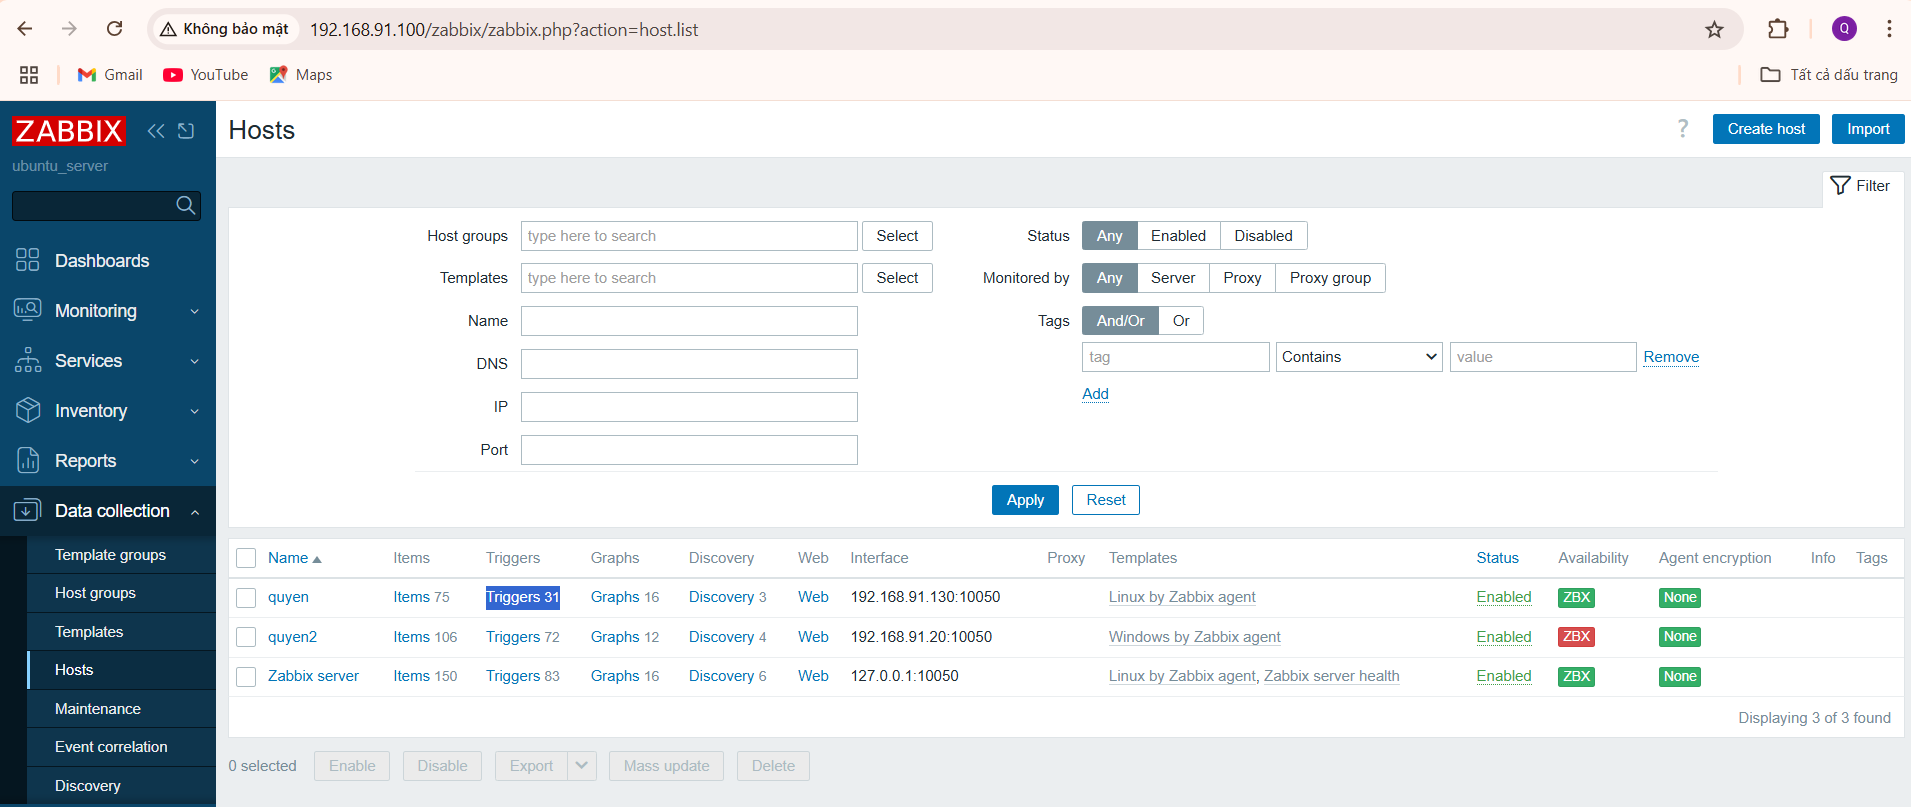 Không bảo mật 192.168.91.100/zabbix/zabbix.php?action=host.list Q
Gmail YouTube Maps Tất cả dấu trang
ZABBIX
ubuntu_server
Dashboards
Monitoring
Services
Inventory
Reports
Data collection
Template groups
Host groups
Templates
Hosts
Maintenance
Event correlation
Discovery
Hosts ? Create host Import
Filter
Host groups type here to search Select Status Any Enabled Disabled
Templates type here to search Select Monitored by Any Server Proxy Proxy group
Name Tags And/Or Or
DNS tag Contains value Remove
IP Add
Port
Apply Reset
Name Items Triggers Graphs Discovery Web Interface Proxy Templates Status Availability Agent encryption Info Tags
quyen Items 75 Triggers 31 Graphs 16 Discovery 3 Web 192.168.91.130:10050 Linux by Zabbix agent Enabled ZBX None
quyen2 Items 106 Triggers 72 Graphs 12 Discovery 4 Web 192.168.91.20:10050 Windows by Zabbix agent Enabled ZBX None
Zabbix server Items 150 Triggers 83 Graphs 16 Discovery 6 Web 127.0.0.1:10050 Linux by Zabbix agent, Zabbix server health Enabled ZBX None
Displaying 3 of 3 found
0 selected Enable Disable Export Mass update Delete